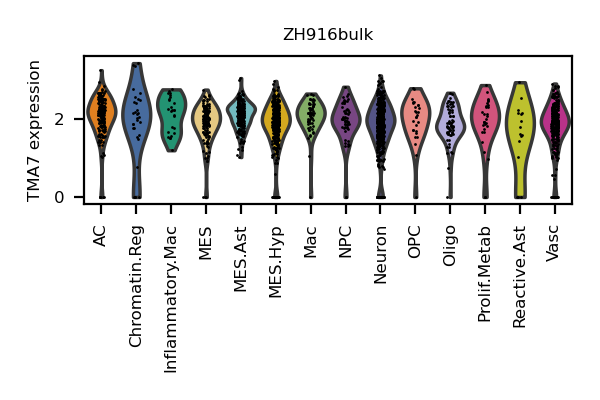 ZH916bulk
TMA7 expression
2
0
AC
Chromatin.Reg
Inflammatory.Mac
MES
MES.Ast
MES.Hyp
Mac
NPC
Neuron
OPC
Oligo
Prolif.Metab
Reactive.Ast
Vasc